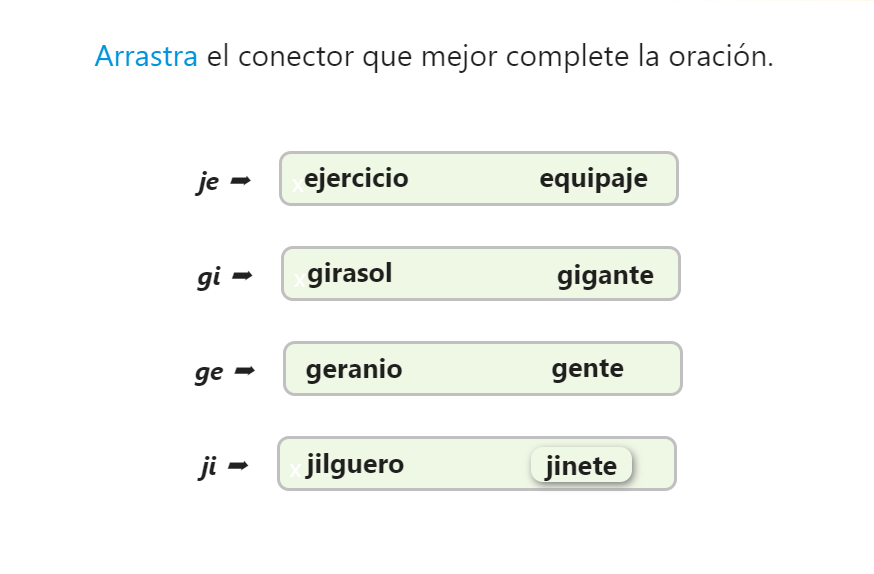 Arrastra el conector que mejor complete la oración.
je ➨ x ejercicio equipaje
gi ➨ x girasol gigante
ge ➨ geranio gente
ji ➨ x jilguero jinete